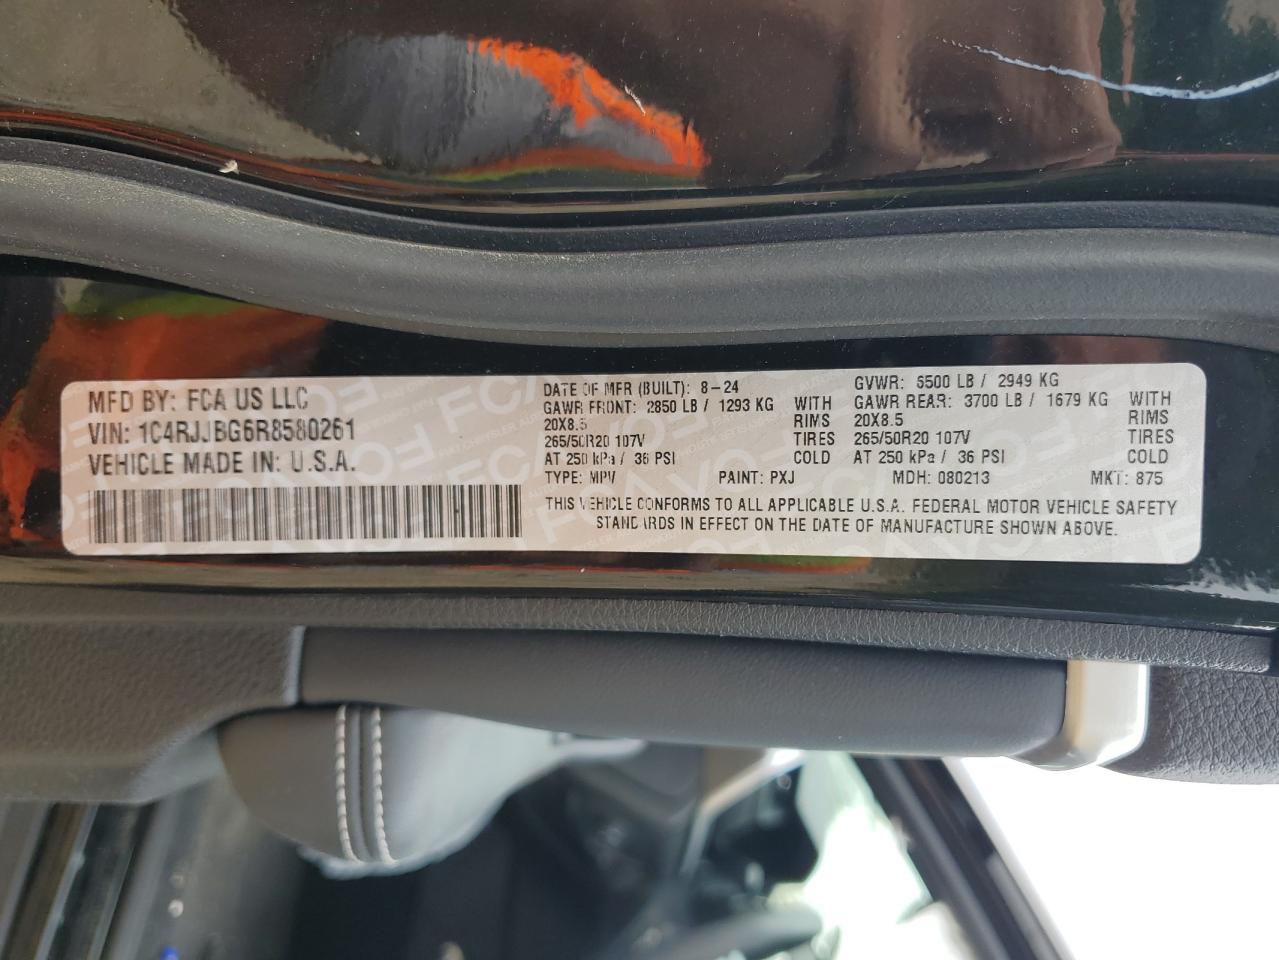 MFD BY: FCA US LLC
VIN: 1C4RJJBG6R8580261
VEHICLE MADE IN: U.S.A.
DATE OF MFR (BUILT): 8-24
GAWR FRONT: 2850 LB / 1293 KG WITH
20X8.5 RIMS
265/50R20 107V TIRES
AT 250 kPa / 36 PSI COLD
GVWR: 6500 LB / 2949 KG
GAWR REAR: 3700 LB / 1679 KG WITH
20X8.5 RIMS
265/50R20 107V TIRES
AT 250 kPa / 36 PSI COLD
TYPE: MPV PAINT: PXJ MDH: 080213 MKT: 875
THIS VEHICLE CONFORMS TO ALL APPLICABLE U.S.A. FEDERAL MOTOR VEHICLE SAFETY
STANDARDS IN EFFECT ON THE DATE OF MANUFACTURE SHOWN ABOVE.